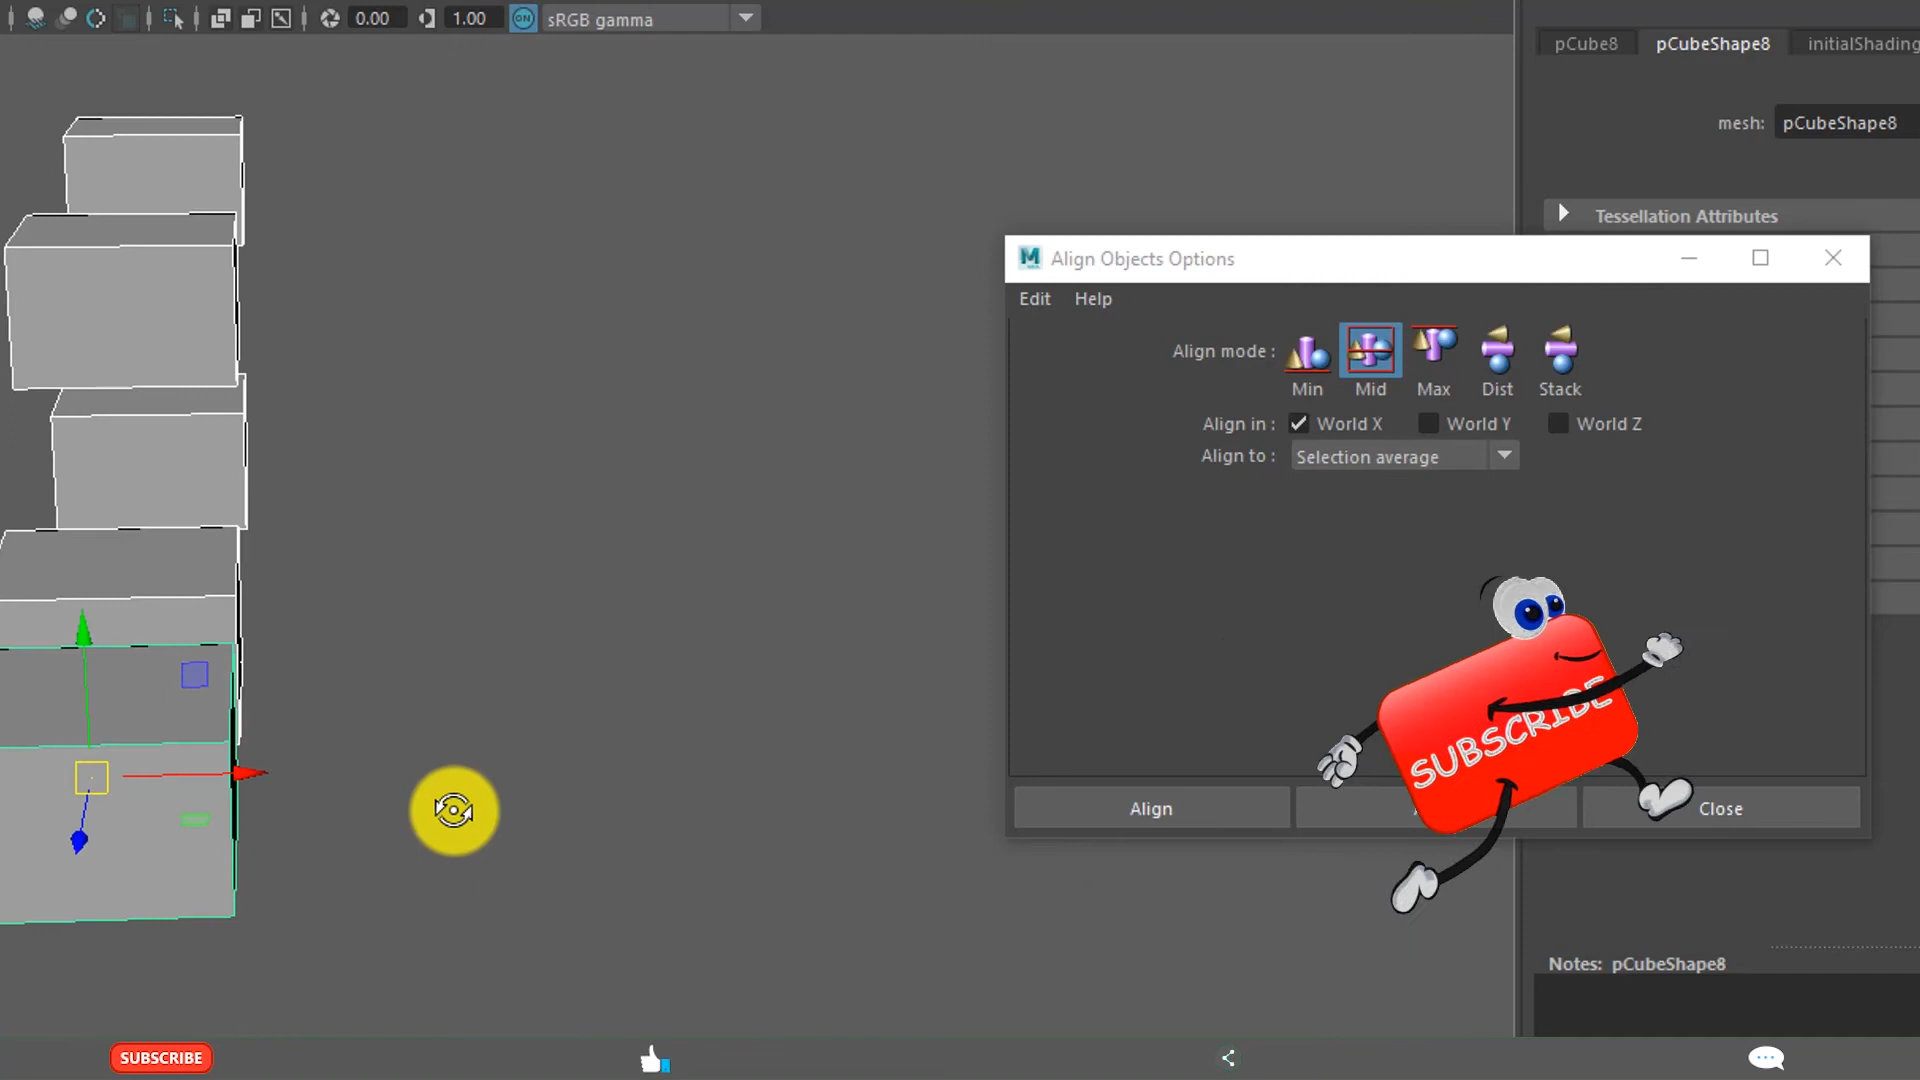 0.00 1.00 ON sRGB gamma
pCube8 pCubeShape8 initialShading
mesh: pCubeShape8
Tessellation Attributes
M Align Objects Options
Edit Help
Align mode :
Min Mid Max Dist Stack
Align in : World X World Y World Z
Align to : Selection average
SUBSCRIBE
Align Close
Notes: pCubeShape8
SUBSCRIBE